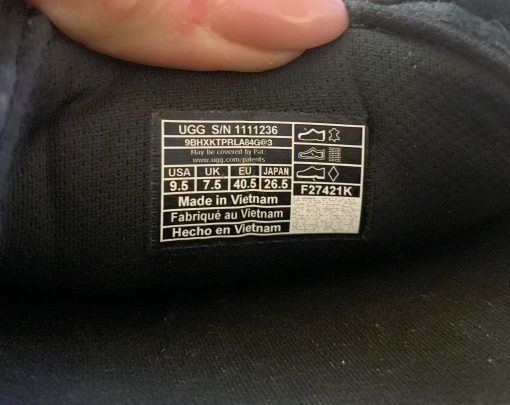 UGG S/N 1111236
9BHXKTPRLA84G@3
May be covered by Pat.:
www.ugg.com/patents
USA UK EU JAPAN
9.5 7.5 40.5 26.5
Made in Vietnam
Fabriqué au Vietnam
Hecho en Vietnam
F27421K